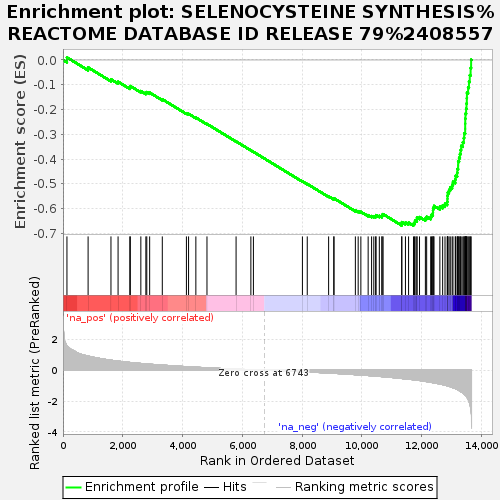 Enrichment plot: SELENOCYSTEINE SYNTHESIS%
REACTOME DATABASE ID RELEASE 79%2408557
Enrichment score (ES)
0.0
-0.1
-0.2
-0.3
-0.4
-0.5
-0.6
-0.7
'na_pos' (positively correlated)
Ranked list metric (PreRanked)
2
0
-2
-4
Zero cross at 6743
'na_neg' (negatively correlated)
0
2,000
4,000
6,000
8,000
10,000
12,000
14,000
Rank in Ordered Dataset
Enrichment profile
Hits
Ranking metric scores